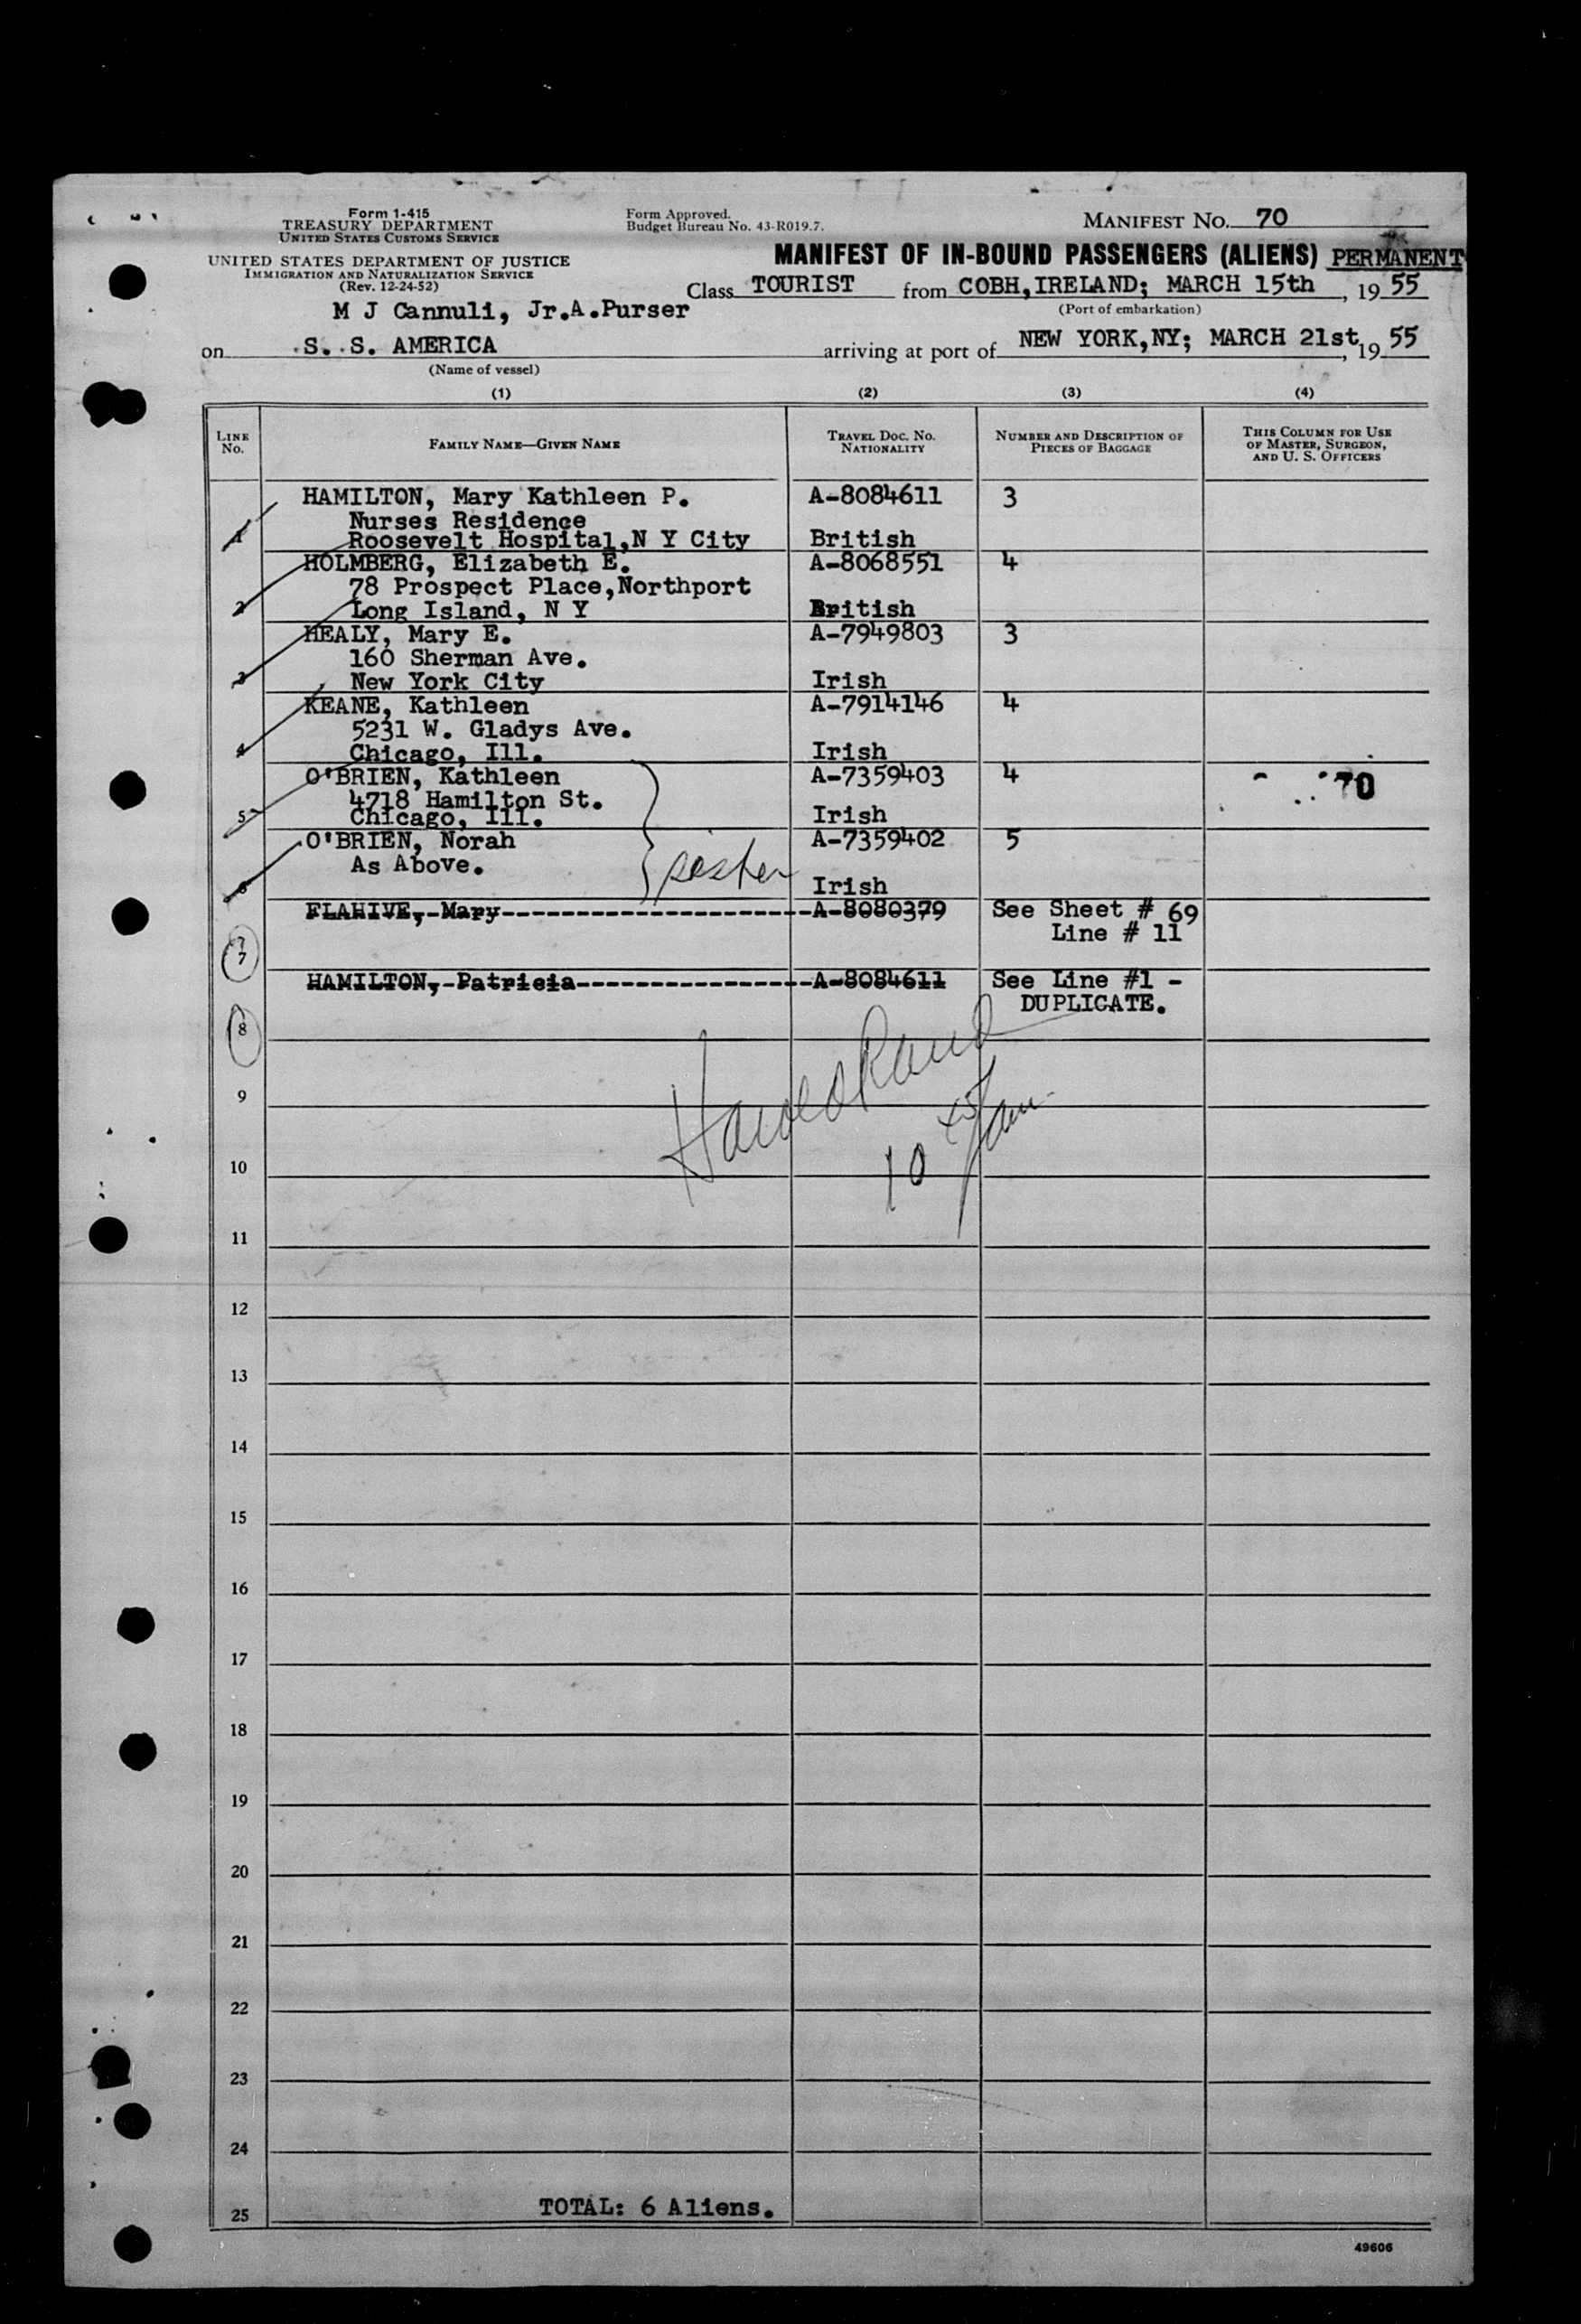 Form 1-415
TREASURY DEPARTMENT
UNITED STATES CUSTOMS SERVICE
Form Approved.
Budget Bureau No. 43-R019.7.
MANIFEST NO. 70
UNITED STATES DEPARTMENT OF JUSTICE
IMMIGRATION AND NATURALIZATION SERVICE
(Rev. 12-24-52)
MANIFEST OF IN-BOUND PASSENGERS (ALIENS) PERMANENT
Class TOURIST from COBH,IRELAND; MARCH 15th, 19 55
(Port of embarkation)
M J Cannuli, Jr.A.Purser
on S. S. AMERICA arriving at port of NEW YORK,NY; MARCH 21st, 19 55
(Name of vessel)
(1) (2) (3) (4)
LINE NO. FAMILY NAME—GIVEN NAME TRAVEL DOC. NO. NATIONALITY NUMBER AND DESCRIPTION OF PIECES OF BAGGAGE THIS COLUMN FOR USE OF MASTER, SURGEON, AND U. S. OFFICERS
HAMILTON, Mary Kathleen P. A-8084611 3
Nurses Residence
1 Roosevelt Hospital,N Y City British
HOLMBERG, Elizabeth E. A-8068551 4
78 Prospect Place,Northport
2 Long Island, N Y British
HEALY, Mary E. A-7949803 3
160 Sherman Ave.
3 New York City Irish
KEANE, Kathleen A-7914146 4
5231 W. Gladys Ave.
4 Chicago, Ill. Irish
O'BRIEN, Kathleen A-7359403 4 70
4718 Hamilton St.
5 Chicago, Ill. Irish
O'BRIEN, Norah A-7359402 5
As Above. sister
6 Irish
FLAHIVE, Mary A-8080379 See Sheet # 69
7 Line # 11
HAMILTON, Patricia A-8084611 See Line #1 -
DUPLICATE.
8
9
10
10 45 am
11
12
13
14
15
16
17
18
19
20
21
22
23
24
25 TOTAL: 6 Aliens.
49606